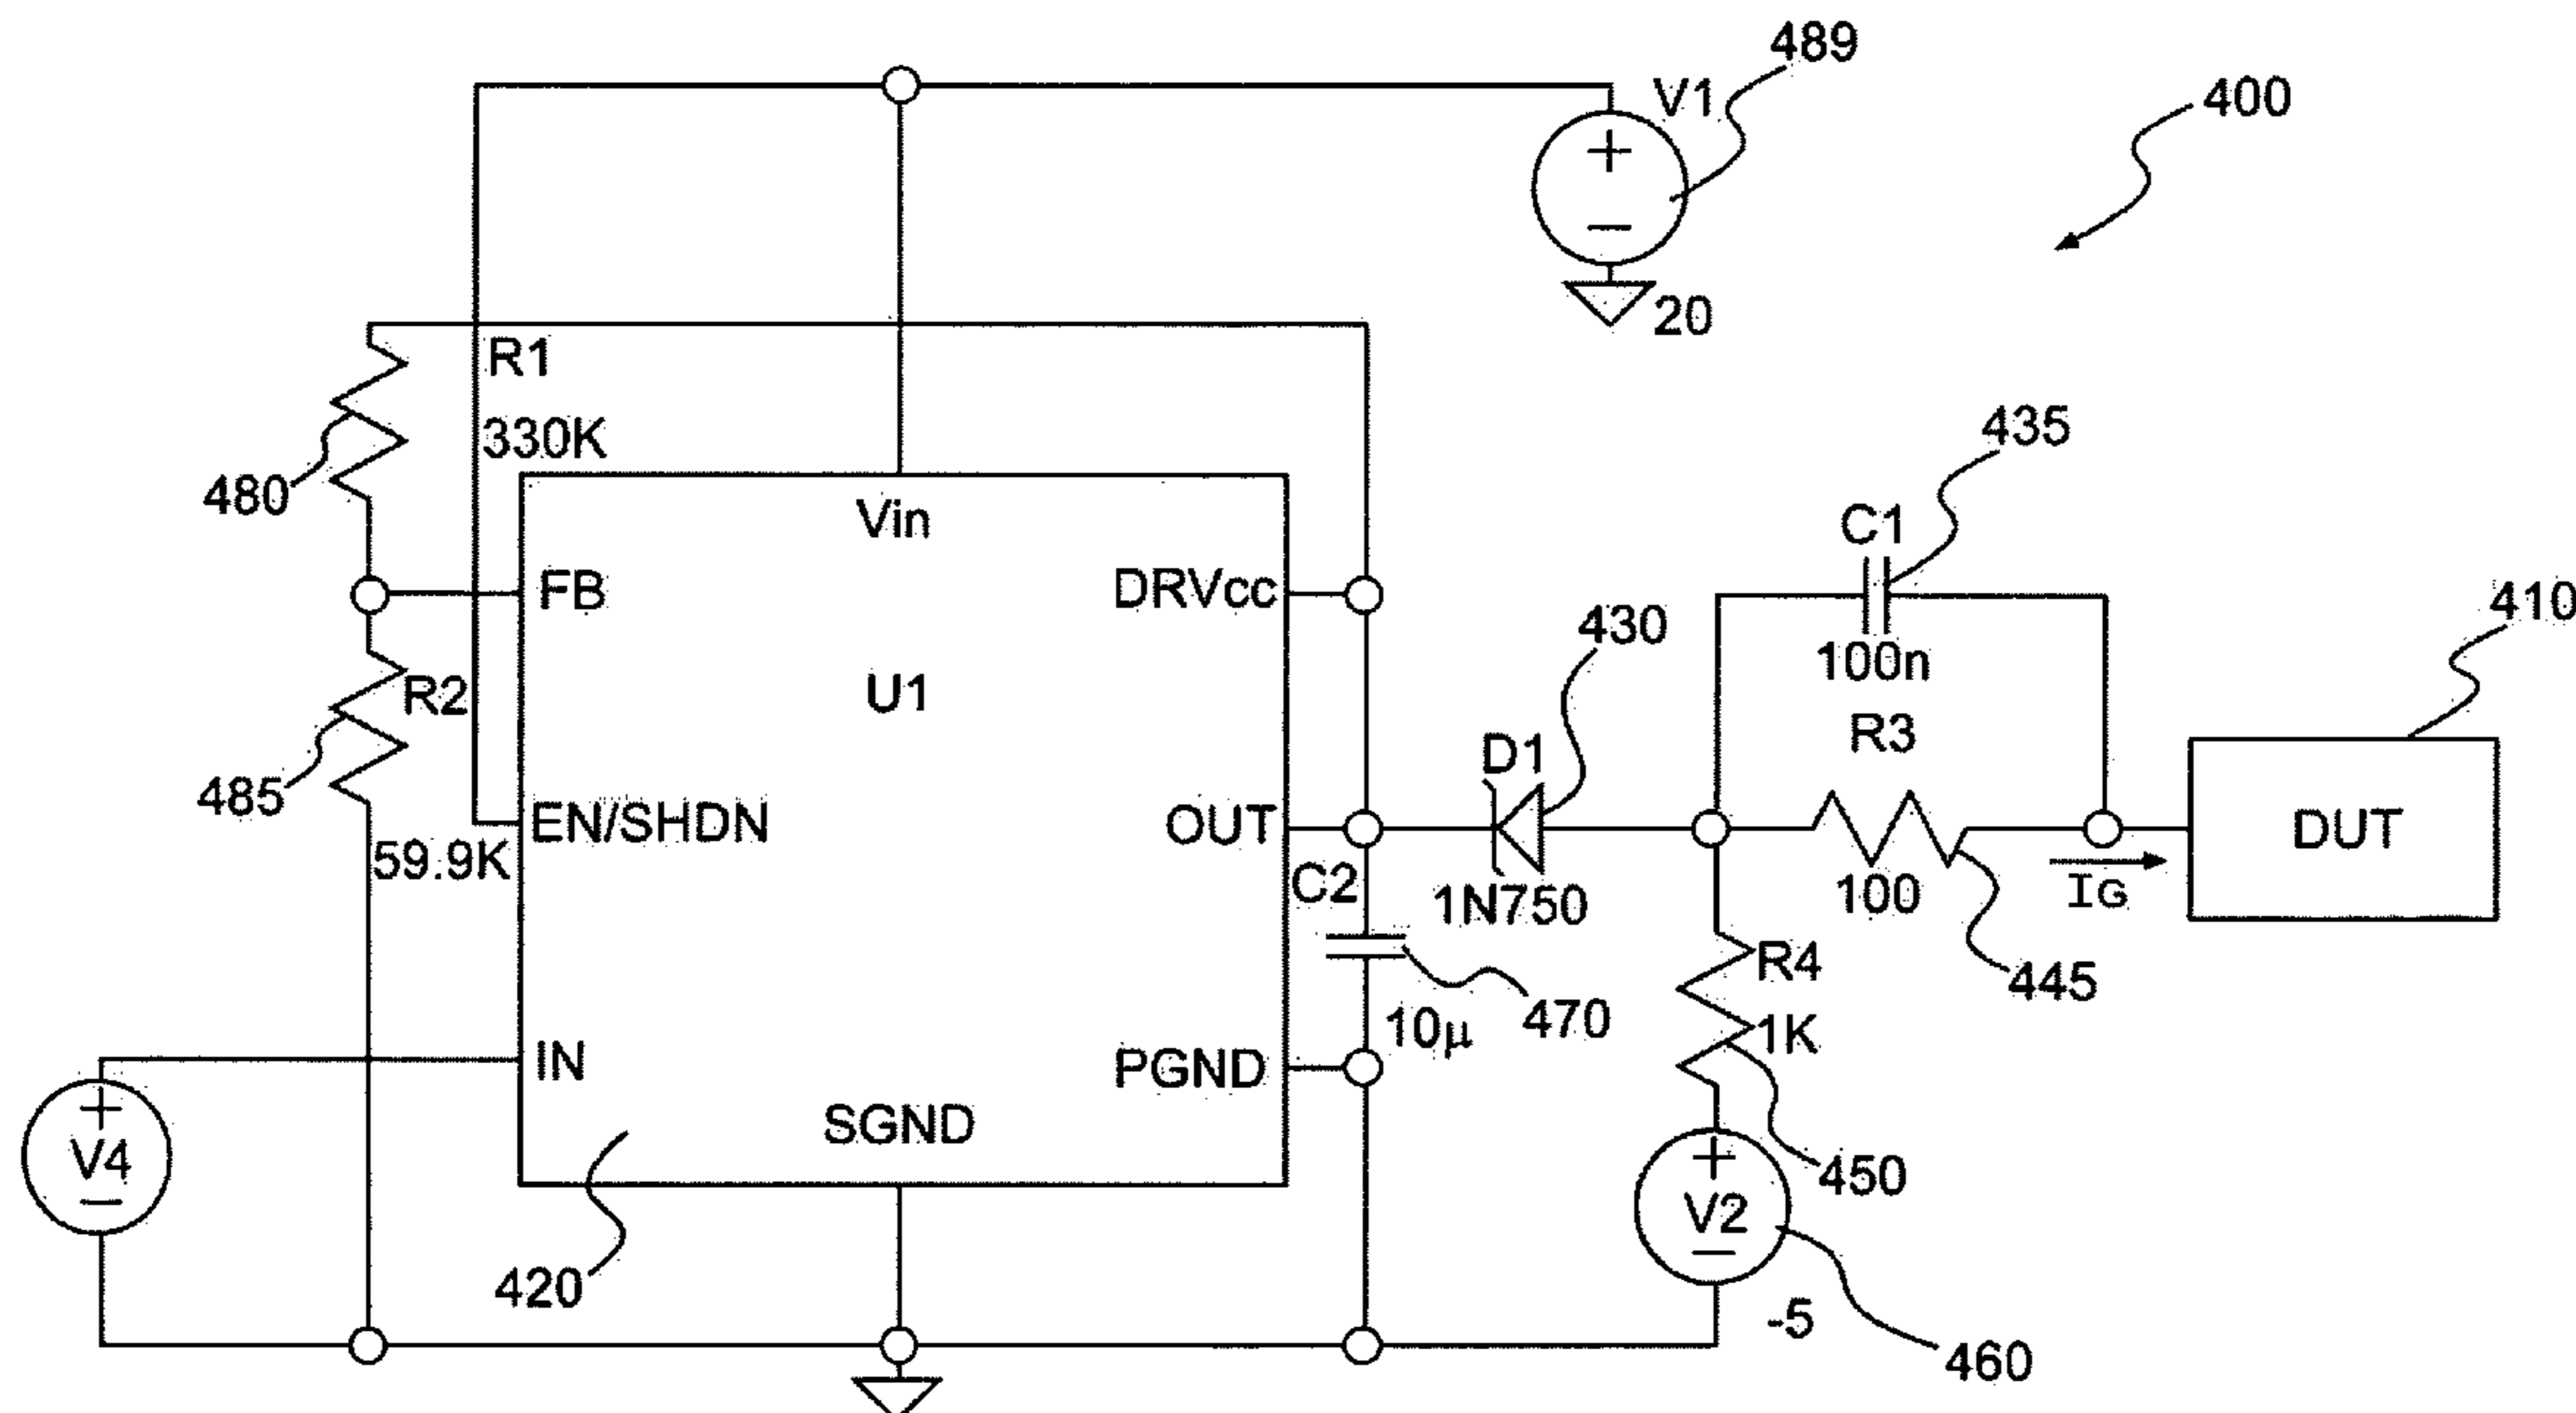 489
V1
+
−
20
400
R1
330K
480
Vin
FB
DRVcc
U1
R2
485
59.9K
EN/SHDN
OUT
IN
PGND
SGND
420
+
V4
−
C2
10μ
470
D1
430
1N750
C1
435
100n
R3
100
445
IG
410
DUT
R4
1K
450
+
V2
−
-5
460